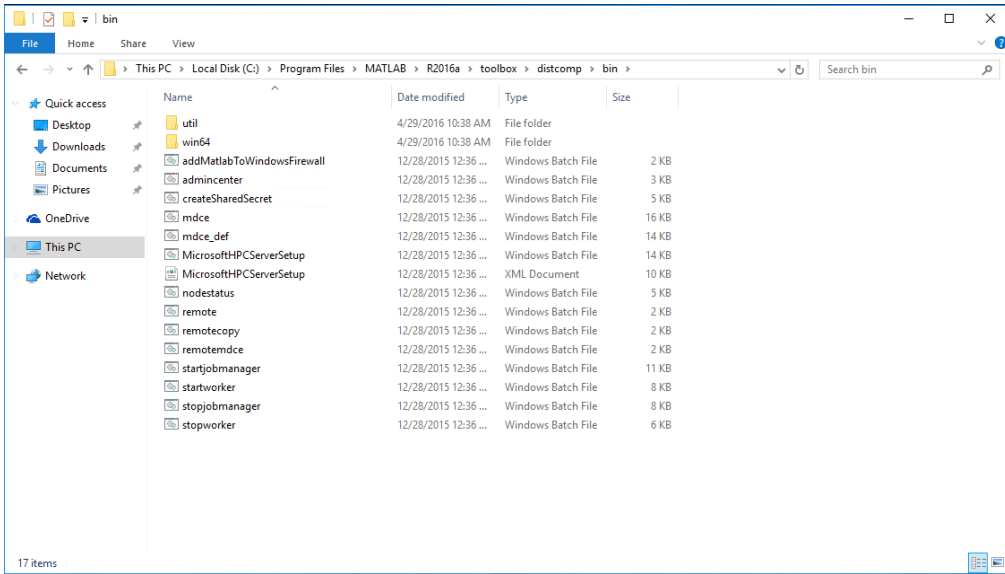 bin
File Home Share View
This PC > Local Disk (C:) > Program Files > MATLAB > R2016a > toolbox > distcomp > bin >
Search bin
Quick access
Desktop
Downloads
Documents
Pictures
OneDrive
This PC
Network
Name Date modified Type Size
util 4/29/2016 10:38 AM File folder
win64 4/29/2016 10:38 AM File folder
addMatlabToWindowsFirewall 12/28/2015 12:36 ... Windows Batch File 2 KB
admincenter 12/28/2015 12:36 ... Windows Batch File 3 KB
createSharedSecret 12/28/2015 12:36 ... Windows Batch File 5 KB
mdce 12/28/2015 12:36 ... Windows Batch File 16 KB
mdce_def 12/28/2015 12:36 ... Windows Batch File 14 KB
MicrosoftHPCServerSetup 12/28/2015 12:36 ... Windows Batch File 14 KB
MicrosoftHPCServerSetup 12/28/2015 12:36 ... XML Document 10 KB
nodestatus 12/28/2015 12:36 ... Windows Batch File 5 KB
remote 12/28/2015 12:36 ... Windows Batch File 2 KB
remotecopy 12/28/2015 12:36 ... Windows Batch File 2 KB
remotemdce 12/28/2015 12:36 ... Windows Batch File 2 KB
startjobmanager 12/28/2015 12:36 ... Windows Batch File 11 KB
startworker 12/28/2015 12:36 ... Windows Batch File 8 KB
stopjobmanager 12/28/2015 12:36 ... Windows Batch File 8 KB
stopworker 12/28/2015 12:36 ... Windows Batch File 6 KB
17 items